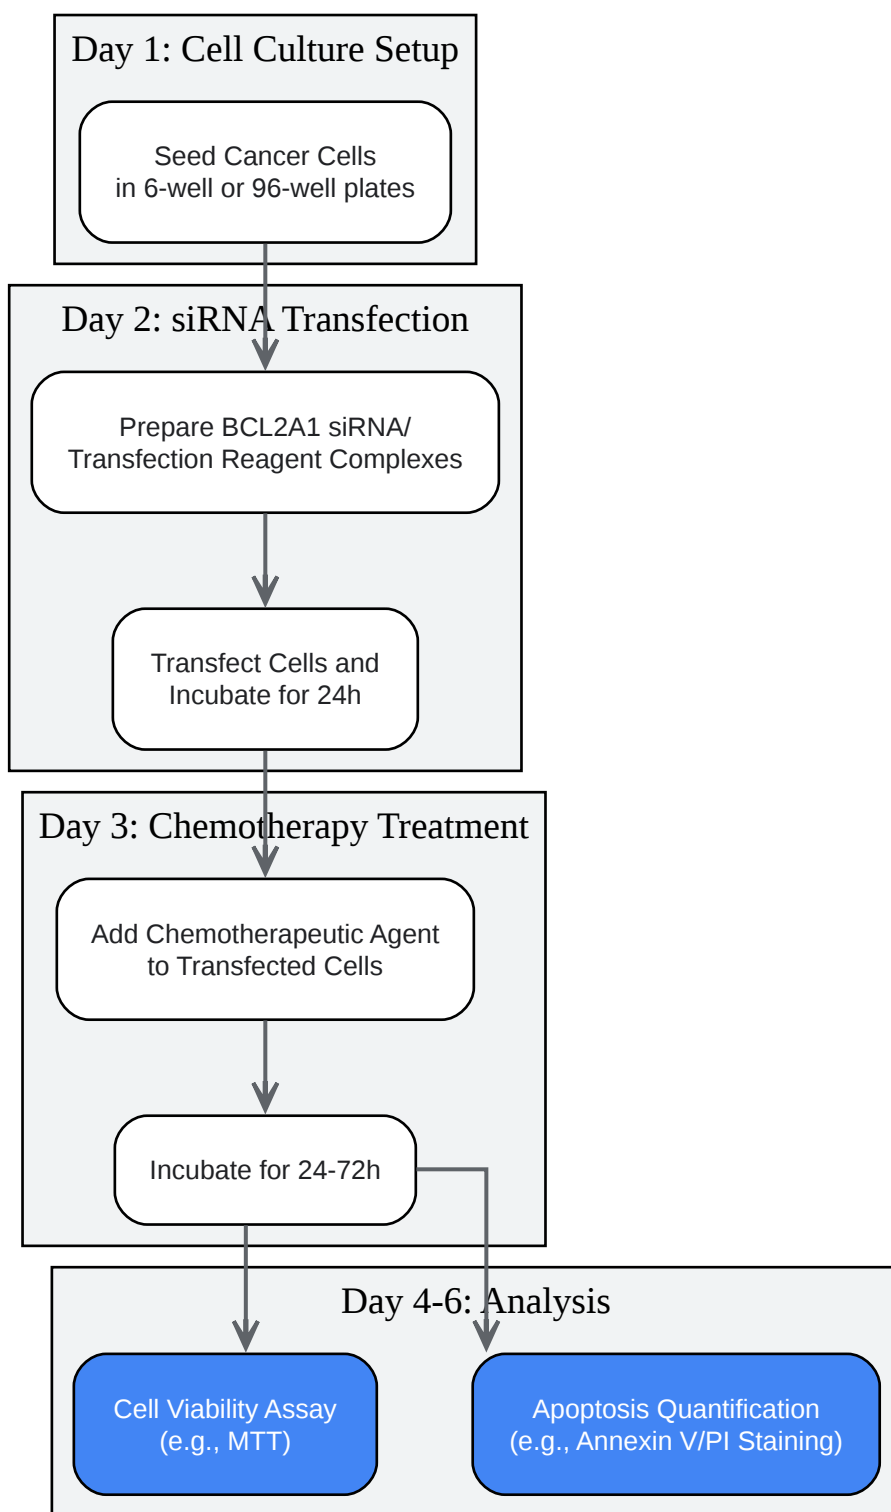 Day 1: Cell Culture Setup
Seed Cancer Cells
in 6-well or 96-well plates
Day 2: siRNA Transfection
Prepare BCL2A1 siRNA/
Transfection Reagent Complexes
Transfect Cells and
Incubate for 24h
Day 3: Chemotherapy Treatment
Add Chemotherapeutic Agent
to Transfected Cells
Incubate for 24-72h
Day 4-6: Analysis
Cell Viability Assay
(e.g., MTT)
Apoptosis Quantification
(e.g., Annexin V/PI Staining)